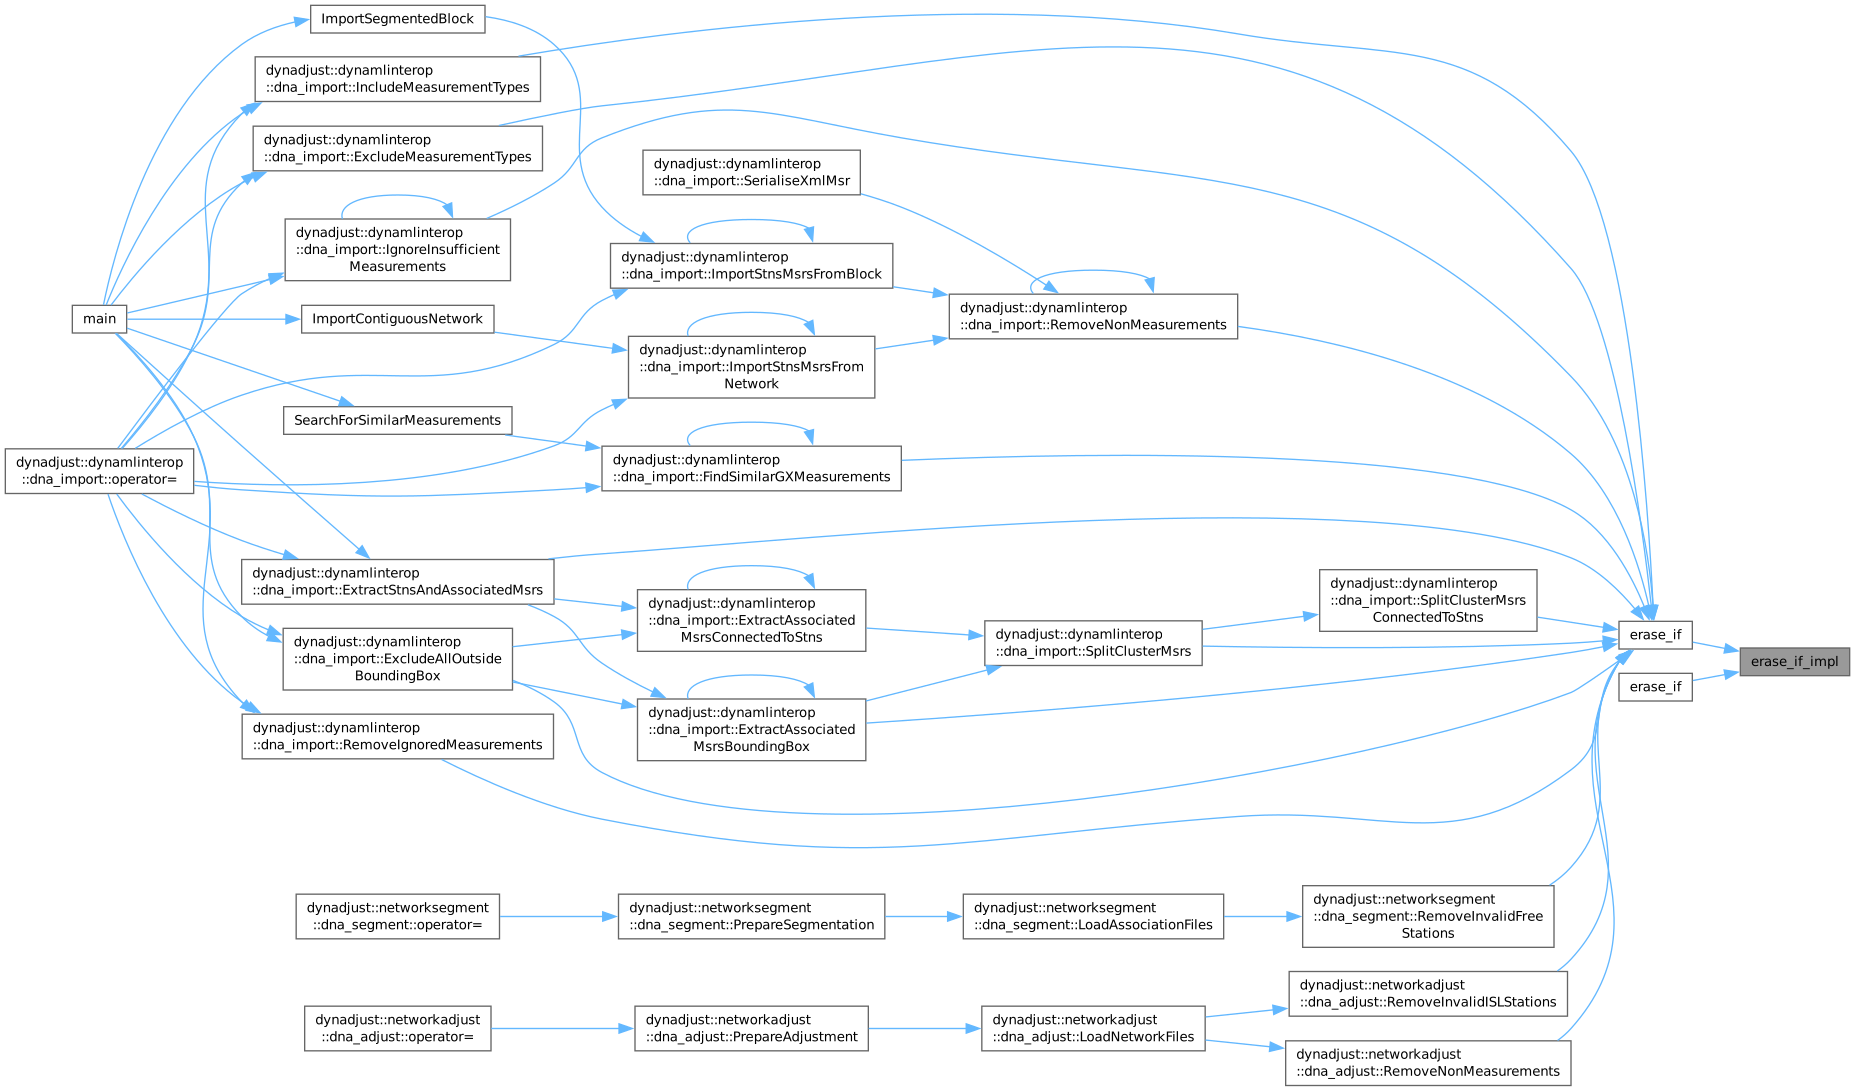 ImportSegmentedBlock
dynadjust::dynamlinterop
::dna_import::IncludeMeasurementTypes
dynadjust::dynamlinterop
::dna_import::ExcludeMeasurementTypes
dynadjust::dynamlinterop
::dna_import::SerialiseXmlMsr
dynadjust::dynamlinterop
::dna_import::IgnoreInsufficient
Measurements
dynadjust::dynamlinterop
::dna_import::ImportStnsMsrsFromBlock
dynadjust::dynamlinterop
::dna_import::RemoveNonMeasurements
main
ImportContiguousNetwork
dynadjust::dynamlinterop
::dna_import::ImportStnsMsrsFrom
Network
SearchForSimilarMeasurements
dynadjust::dynamlinterop
::dna_import::operator=
dynadjust::dynamlinterop
::dna_import::FindSimilarGXMeasurements
dynadjust::dynamlinterop
::dna_import::ExtractStnsAndAssociatedMsrs
dynadjust::dynamlinterop
::dna_import::ExtractAssociated
MsrsConnectedToStns
dynadjust::dynamlinterop
::dna_import::SplitClusterMsrs
ConnectedToStns
dynadjust::dynamlinterop
::dna_import::ExcludeAllOutside
BoundingBox
dynadjust::dynamlinterop
::dna_import::SplitClusterMsrs
erase_if
erase_if_impl
erase_if
dynadjust::dynamlinterop
::dna_import::RemoveIgnoredMeasurements
dynadjust::dynamlinterop
::dna_import::ExtractAssociated
MsrsBoundingBox
dynadjust::networksegment
::dna_segment::operator=
dynadjust::networksegment
::dna_segment::PrepareSegmentation
dynadjust::networksegment
::dna_segment::LoadAssociationFiles
dynadjust::networksegment
::dna_segment::RemoveInvalidFree
Stations
dynadjust::networkadjust
::dna_adjust::RemoveInvalidISLStations
dynadjust::networkadjust
::dna_adjust::operator=
dynadjust::networkadjust
::dna_adjust::PrepareAdjustment
dynadjust::networkadjust
::dna_adjust::LoadNetworkFiles
dynadjust::networkadjust
::dna_adjust::RemoveNonMeasurements